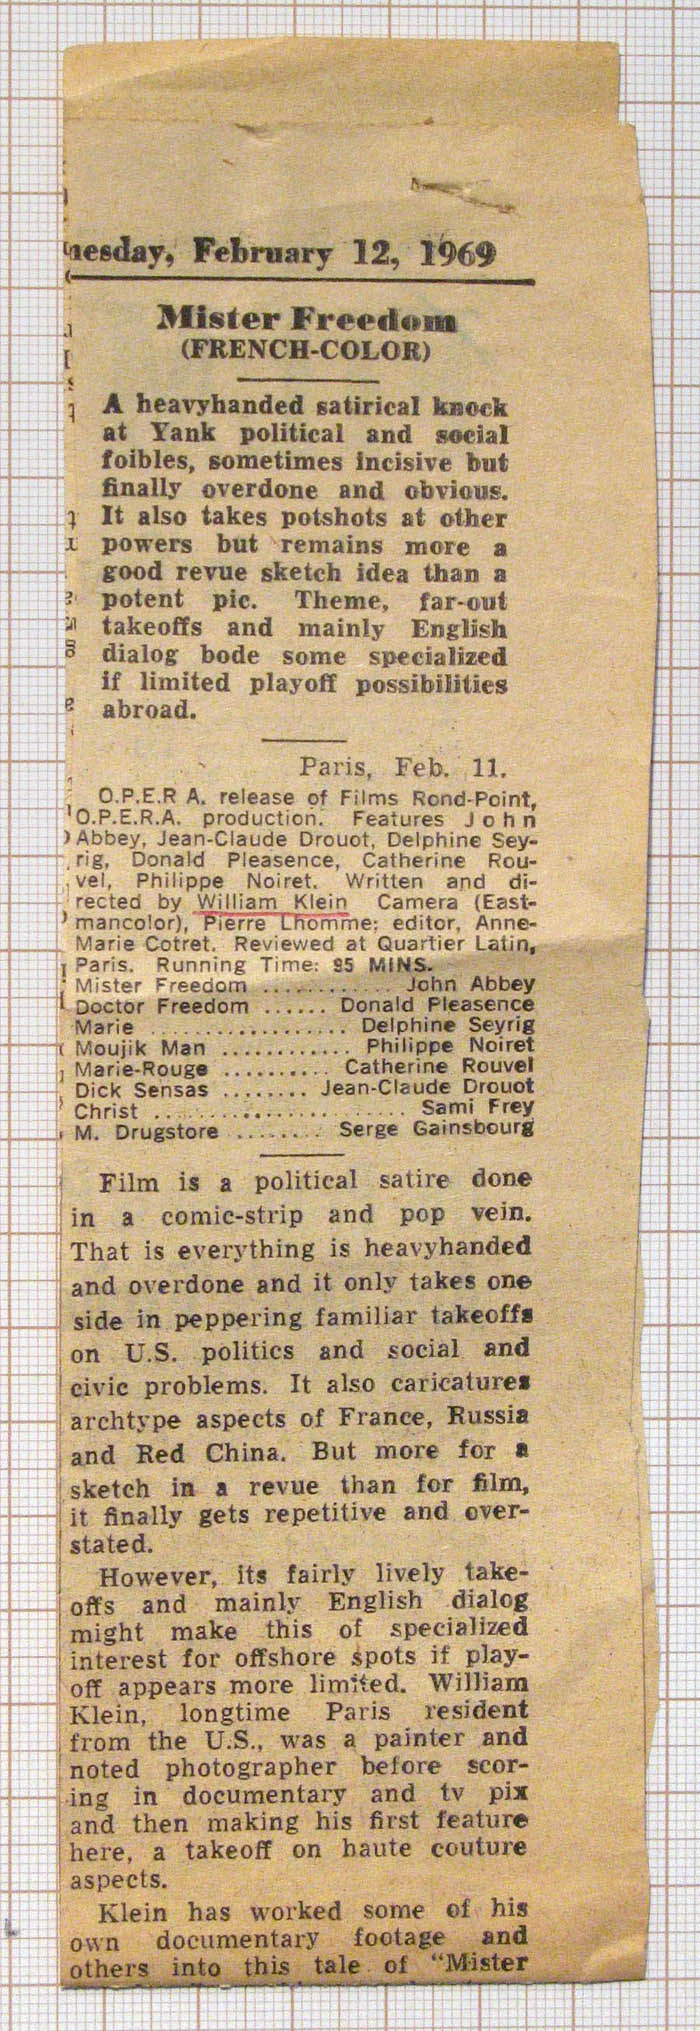 nesday, February 12, 1969
Mister Freedom
(FRENCH-COLOR)
A heavyhanded satirical knock
at Yank political and social
foibles, sometimes incisive but
finally overdone and obvious.
It also takes potshots at other
powers but remains more a
good revue sketch idea than a
potent pic. Theme, far-out
takeoffs and mainly English
dialog bode some specialized
if limited playoff possibilities
abroad.
Paris, Feb. 11.
O.P.E.R A. release of Films Rond-Point,
O.P.E.R.A. production. Features John
Abbey, Jean-Claude Drouot, Delphine Sey-
rig, Donald Pleasence, Catherine Rou-
vel, Philippe Noiret. Written and di-
rected by William Klein Camera (East-
mancolor), Pierre Lhomme; editor, Anne-
Marie Cotret. Reviewed at Quartier Latin,
Paris. Running Time: 95 MINS.
Mister Freedom ............ John Abbey
Doctor Freedom ...... Donald Pleasence
Marie .................. Delphine Seyrig
Moujik Man ............ Philippe Noiret
Marie-Rouge .......... Catherine Rouvel
Dick Sensas ........ Jean-Claude Drouot
Christ ........................ Sami Frey
M. Drugstore ........ Serge Gainsbourg
Film is a political satire done
in a comic-strip and pop vein.
That is everything is heavyhanded
and overdone and it only takes one
side in peppering familiar takeoffs
on U.S. politics and social and
civic problems. It also caricatures
archtype aspects of France, Russia
and Red China. But more for a
sketch in a revue than for film,
it finally gets repetitive and over-
stated.
However, its fairly lively take-
offs and mainly English dialog
might make this of specialized
interest for offshore spots if play-
off appears more limited. William
Klein, longtime Paris resident
from the U.S., was a painter and
noted photographer before scor-
ing in documentary and tv pix
and then making his first feature
here, a takeoff on haute couture
aspects.
Klein has worked some of his
own documentary footage and
others into this tale of "Mister